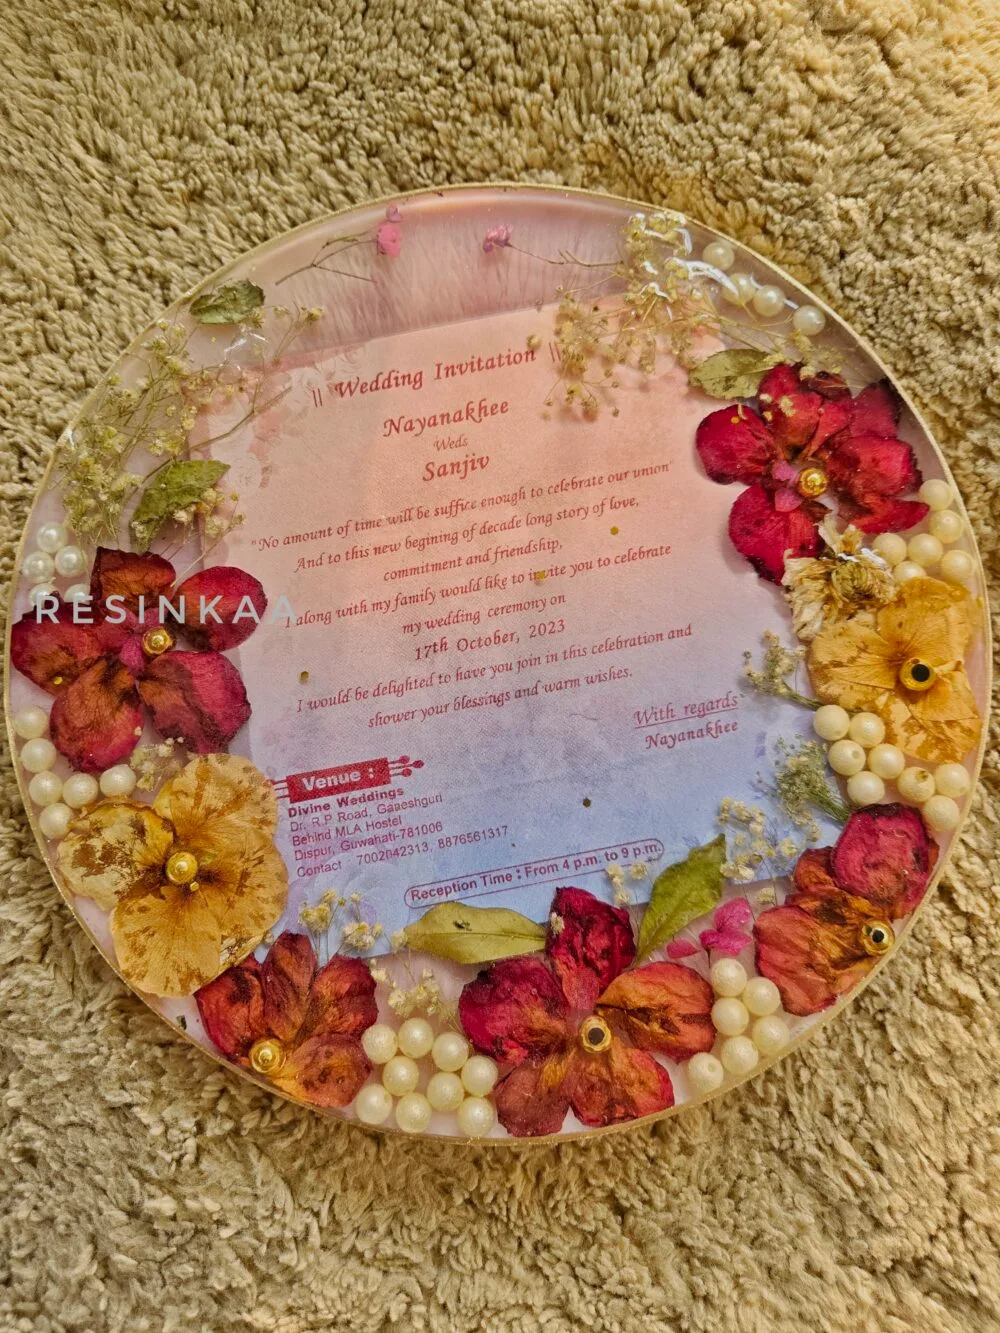 || Wedding Invitation ||
Nayanakhee
Weds
Sanjiv
"No amount of time will be suffice enough to celebrate our union"
And to this new begining of decade long story of love,
commitment and friendship,
I along with my family would like to invite you to celebrate
my wedding ceremony on
17th October, 2023
I would be delighted to have you join in this celebration and
shower your blessings and warm wishes.
With regards
Nayanakhee
Venue :
Divine Weddings
Dr. R P Road, Ganeshguri
Behind MLA Hostel
Dispur, Guwahati-781006
Contact : 7002042313, 8876561317
Reception Time : From 4 p.m. to 9 p.m.
RESINKAA